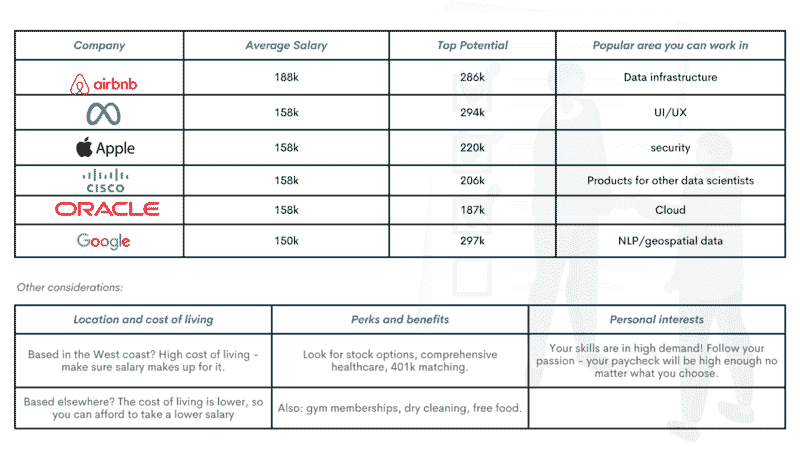 Company Average Salary Top Potential Popular area you can work in
airbnb 188k 286k Data infrastructure
158k 294k UI/UX
Apple 158k 220k security
CISCO 158k 206k Products for other data scientists
ORACLE 158k 187k Cloud
Google 150k 297k NLP/geospatial data
Other considerations:
Location and cost of living Perks and benefits Personal interests
Based in the West coast? High cost of living -
make sure salary makes up for it.
Look for stock options, comprehensive
healthcare, 401k matching.
Your skills are in high demand! Follow your
passion - your paycheck will be high enough no
matter what you choose.
Based elsewhere? The cost of living is lower, so
you can afford to take a lower salary
Also: gym memberships, dry cleaning, free food.